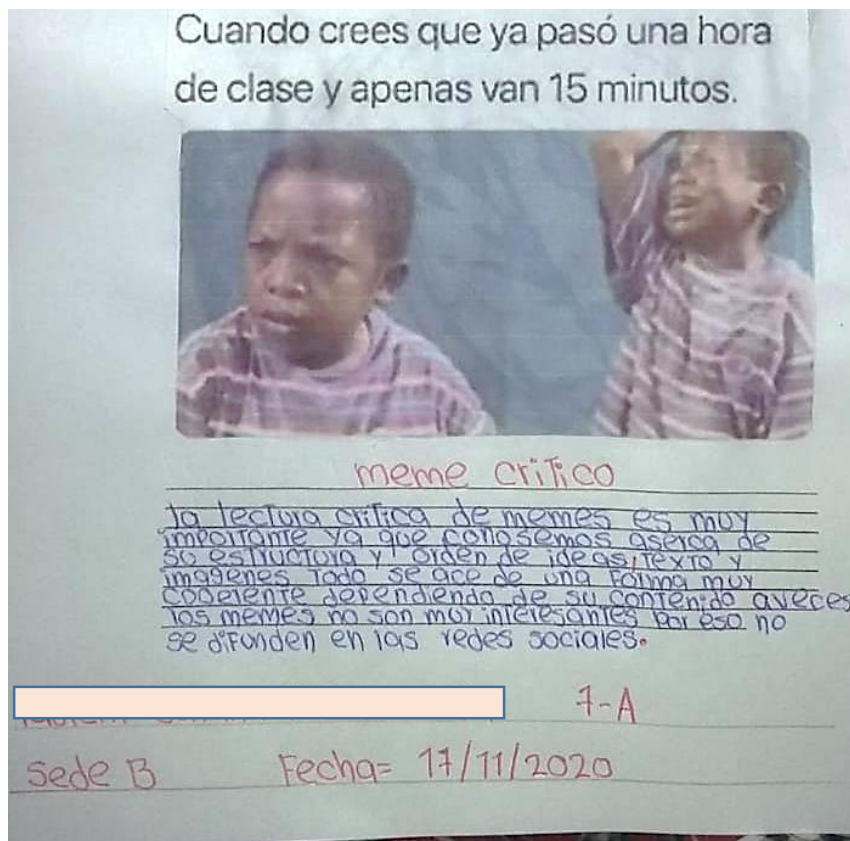 Cuando crees que ya pasó una hora
de clase y apenas van 15 minutos.
meme critico
la lectura critica de memes es muy
importante ya que conosemos aserca de
su estructura y orden de ideas, texto y
imagenes todo se ace de una forma muy
cooerente dependendo de su contenido aveces
los memes no son muy interesantes por eso no
se difunden en las redes sociales.
7-A
Sede B Fecha= 17/11/2020